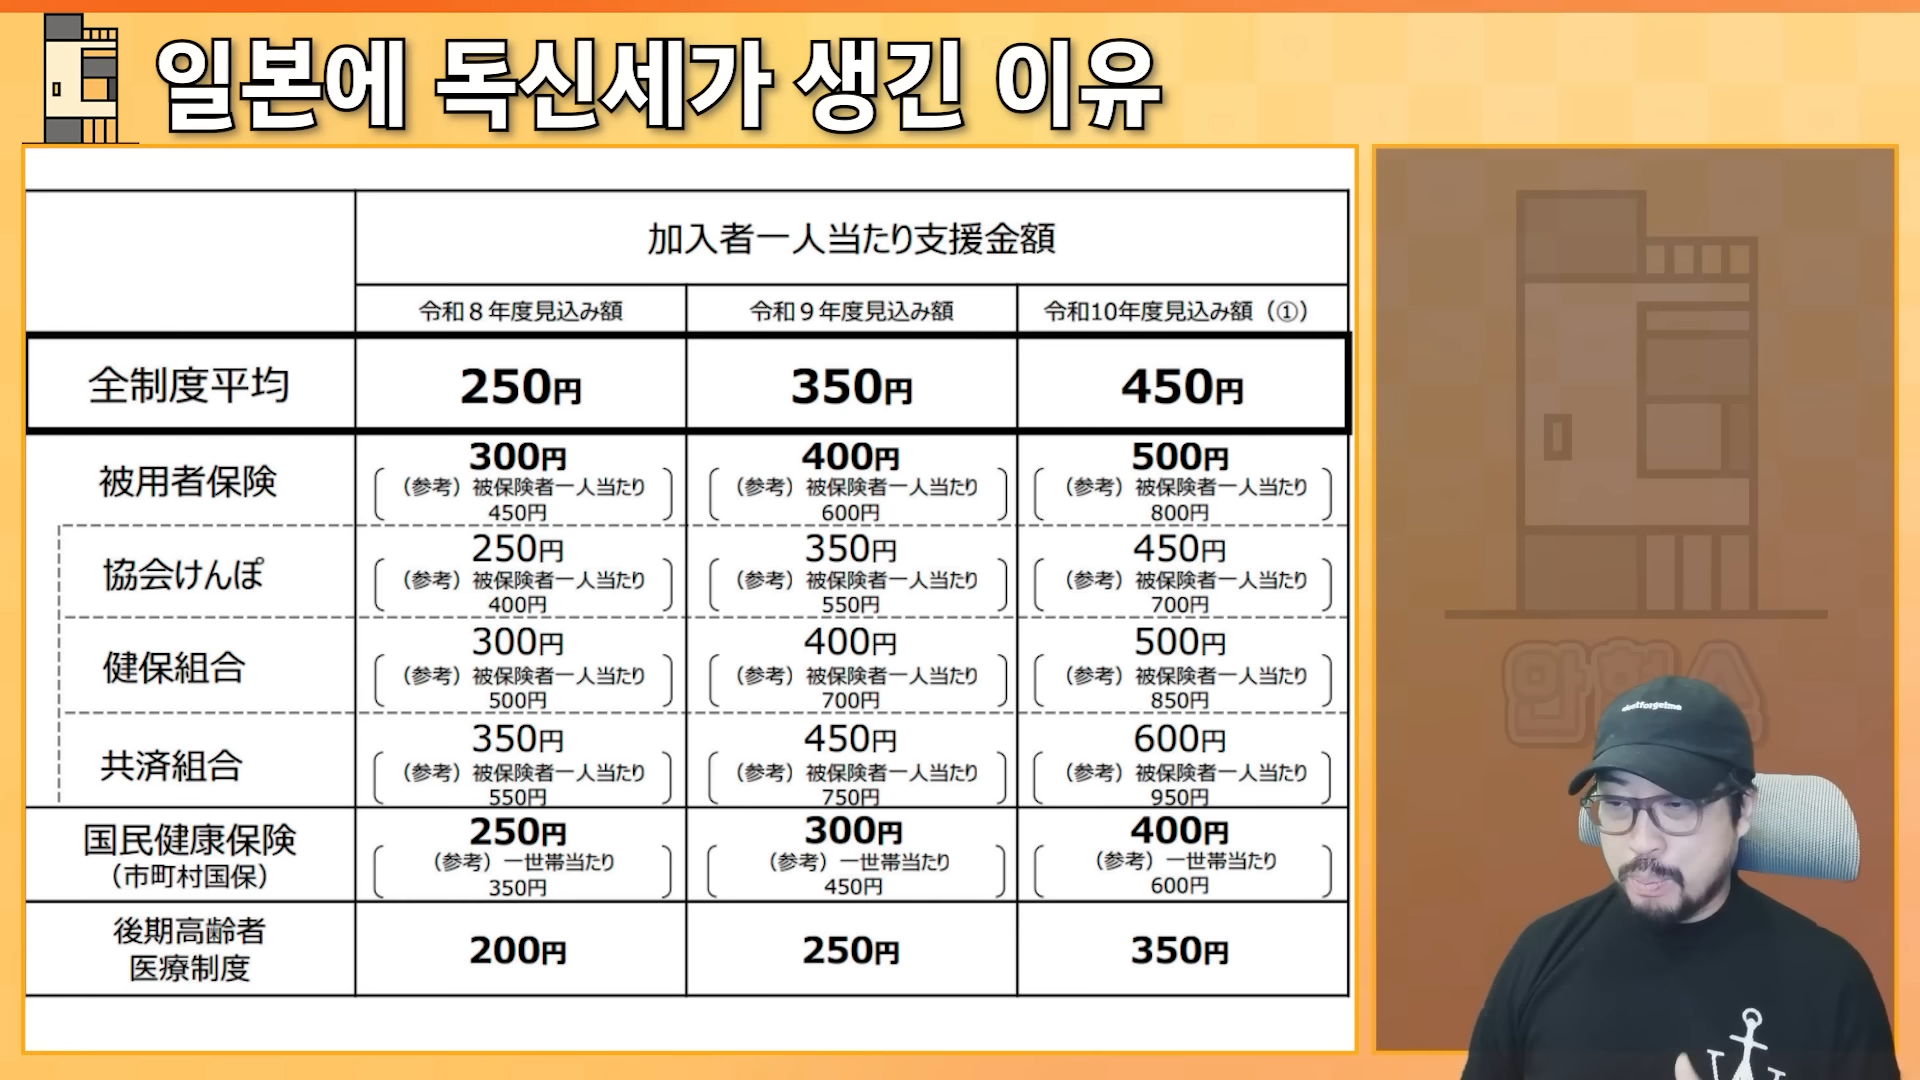 일본에 독신세가 생긴 이유
加入者一人当たり支援金額
令和8年度見込み額 令和9年度見込み額 令和10年度見込み額（①）
全制度平均 250円 350円 450円
被用者保険 300円 400円 500円
（参考）被保険者一人当たり （参考）被保険者一人当たり （参考）被保険者一人当たり
450円 600円 800円
協会けんぽ 250円 350円 450円
（参考）被保険者一人当たり （参考）被保険者一人当たり （参考）被保険者一人当たり
400円 550円 700円
健保組合 300円 400円 500円
（参考）被保険者一人当たり （参考）被保険者一人当たり （参考）被保険者一人当たり
500円 700円 850円
共済組合 350円 450円 600円
（参考）被保険者一人当たり （参考）被保険者一人当たり （参考）被保険者一人当たり
550円 750円 950円
国民健康保険 250円 300円 400円
（市町村国保） （参考）一世帯当たり （参考）一世帯当たり （参考）一世帯当たり
350円 450円 600円
後期高齢者
医療制度 200円 250円 350円